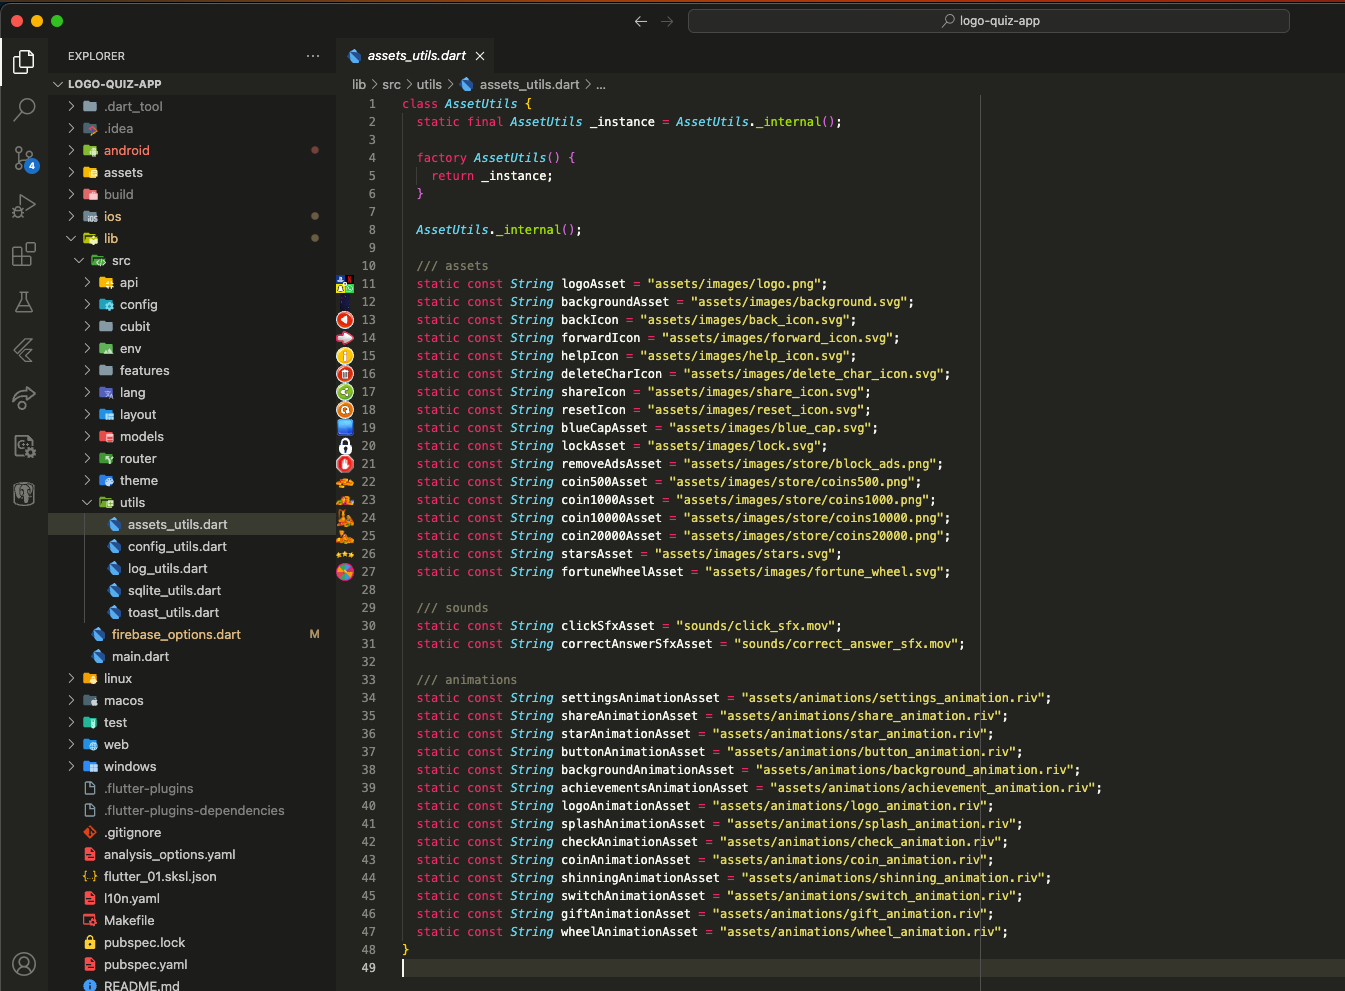 logo-quiz-app
EXPLORER
LOGO-QUIZ-APP
.dart_tool
.idea
android
assets
build
ios
lib
src
api
config
cubit
env
features
lang
layout
models
router
theme
utils
assets_utils.dart
config_utils.dart
log_utils.dart
sqlite_utils.dart
toast_utils.dart
firebase_options.dart M
main.dart
linux
macos
test
web
windows
.flutter-plugins
.flutter-plugins-dependencies
.gitignore
analysis_options.yaml
flutter_01.sksl.json
l10n.yaml
Makefile
pubspec.lock
pubspec.yaml
README.md
4
assets_utils.dart
lib > src > utils > assets_utils.dart > ...
1 class AssetUtils {
2 static final AssetUtils _instance = AssetUtils._internal();
3
4 factory AssetUtils() {
5 return _instance;
6 }
7
8 AssetUtils._internal();
9
10 /// assets
11 static const String logoAsset = "assets/images/logo.png";
12 static const String backgroundAsset = "assets/images/background.svg";
13 static const String backIcon = "assets/images/back_icon.svg";
14 static const String forwardIcon = "assets/images/forward_icon.svg";
15 static const String helpIcon = "assets/images/help_icon.svg";
16 static const String deleteCharIcon = "assets/images/delete_char_icon.svg";
17 static const String shareIcon = "assets/images/share_icon.svg";
18 static const String resetIcon = "assets/images/reset_icon.svg";
19 static const String blueCapAsset = "assets/images/blue_cap.svg";
20 static const String lockAsset = "assets/images/lock.svg";
21 static const String removeAdsAsset = "assets/images/store/block_ads.png";
22 static const String coin500Asset = "assets/images/store/coins500.png";
23 static const String coin1000Asset = "assets/images/store/coins1000.png";
24 static const String coin10000Asset = "assets/images/store/coins10000.png";
25 static const String coin20000Asset = "assets/images/store/coins20000.png";
26 static const String starsAsset = "assets/images/stars.svg";
27 static const String fortuneWheelAsset = "assets/images/fortune_wheel.svg";
28
29 /// sounds
30 static const String clickSfxAsset = "sounds/click_sfx.mov";
31 static const String correctAnswerSfxAsset = "sounds/correct_answer_sfx.mov";
32
33 /// animations
34 static const String settingsAnimationAsset = "assets/animations/settings_animation.riv";
35 static const String shareAnimationAsset = "assets/animations/share_animation.riv";
36 static const String starAnimationAsset = "assets/animations/star_animation.riv";
37 static const String buttonAnimationAsset = "assets/animations/button_animation.riv";
38 static const String backgroundAnimationAsset = "assets/animations/background_animation.riv";
39 static const String achievementsAnimationAsset = "assets/animations/achievement_animation.riv";
40 static const String logoAnimationAsset = "assets/animations/logo_animation.riv";
41 static const String splashAnimationAsset = "assets/animations/splash_animation.riv";
42 static const String checkAnimationAsset = "assets/animations/check_animation.riv";
43 static const String coinAnimationAsset = "assets/animations/coin_animation.riv";
44 static const String shinningAnimationAsset = "assets/animations/shinning_animation.riv";
45 static const String switchAnimationAsset = "assets/animations/switch_animation.riv";
46 static const String giftAnimationAsset = "assets/animations/gift_animation.riv";
47 static const String wheelAnimationAsset = "assets/animations/wheel_animation.riv";
48 }
49